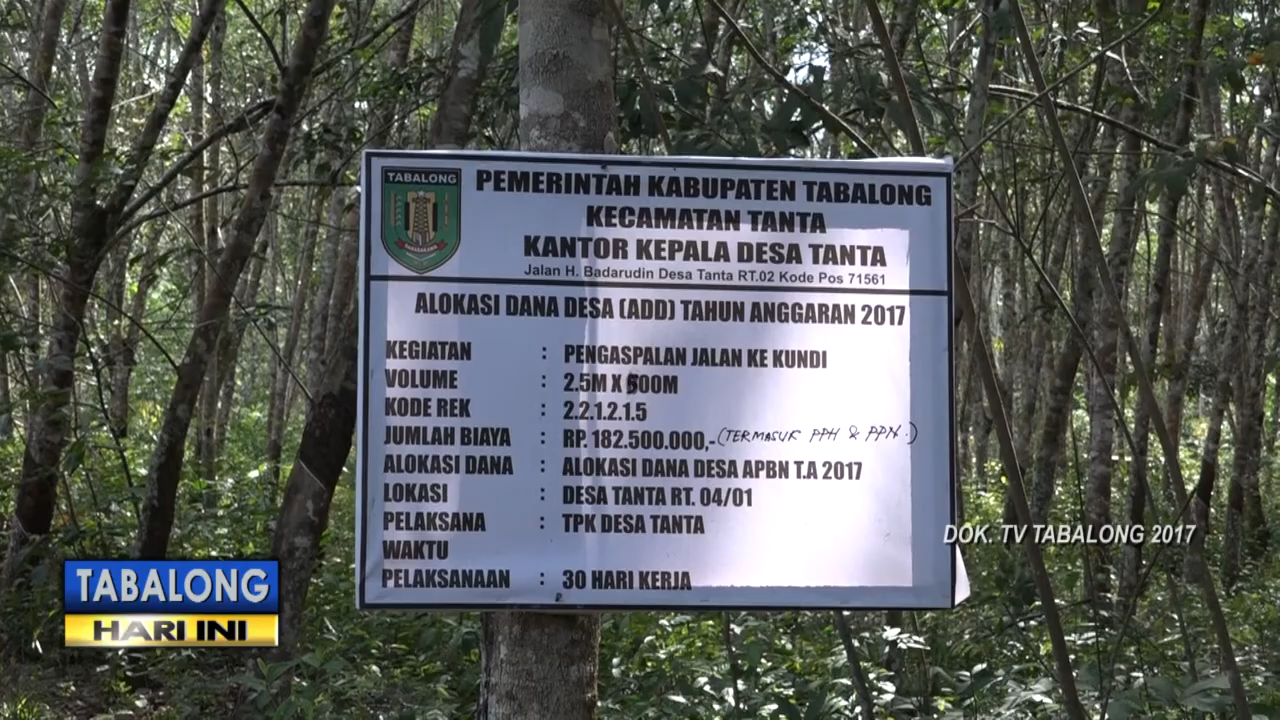 TABALONG
PEMERINTAH KABUPATEN TABALONG
KECAMATAN TANTA
KANTOR KEPALA DESA TANTA
Jalan H. Badarudin Desa Tanta RT.02 Kode Pos 71561
ALOKASI DANA DESA (ADD) TAHUN ANGGARAN 2017
KEGIATAN : PENGASPALAN JALAN KE KUNDI
VOLUME : 2.5M X 600M
KODE REK : 2.2.1.2.1.5
JUMLAH BIAYA : RP. 182.500.000,- (TERMASUK PPH & PPN.)
ALOKASI DANA : ALOKASI DANA DESA APBN T.A 2017
LOKASI : DESA TANTA RT. 04/01
PELAKSANA : TPK DESA TANTA
WAKTU
PELAKSANAAN : 30 HARI KERJA
DOK. TV TABALONG 2017
TABALONG
HARI INI